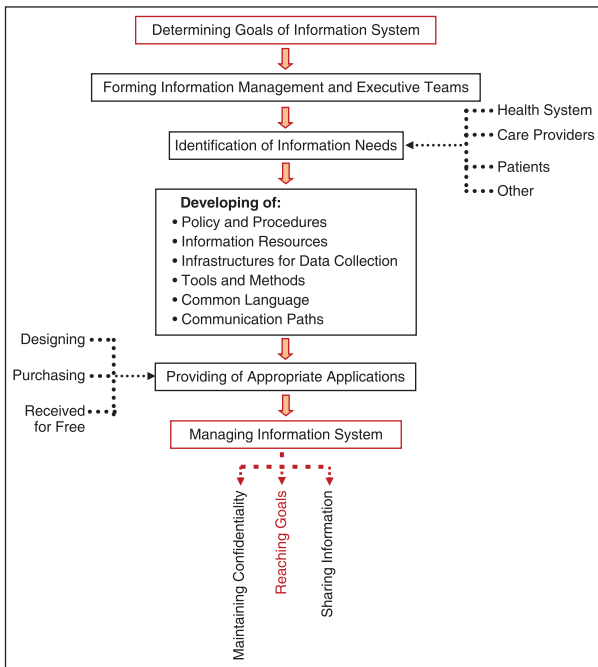 Determining Goals of Information System
Forming Information Management and Executive Teams
Identification of Information Needs
Health System
Care Providers
Patients
Other
Developing of:
• Policy and Procedures
• Information Resources
• Infrastructures for Data Collection
• Tools and Methods
• Common Language
• Communication Paths
Designing
Purchasing
Received
for Free
Providing of Appropriate Applications
Managing Information System
Maintaining Confidentiality
Reaching Goals
Sharing Information